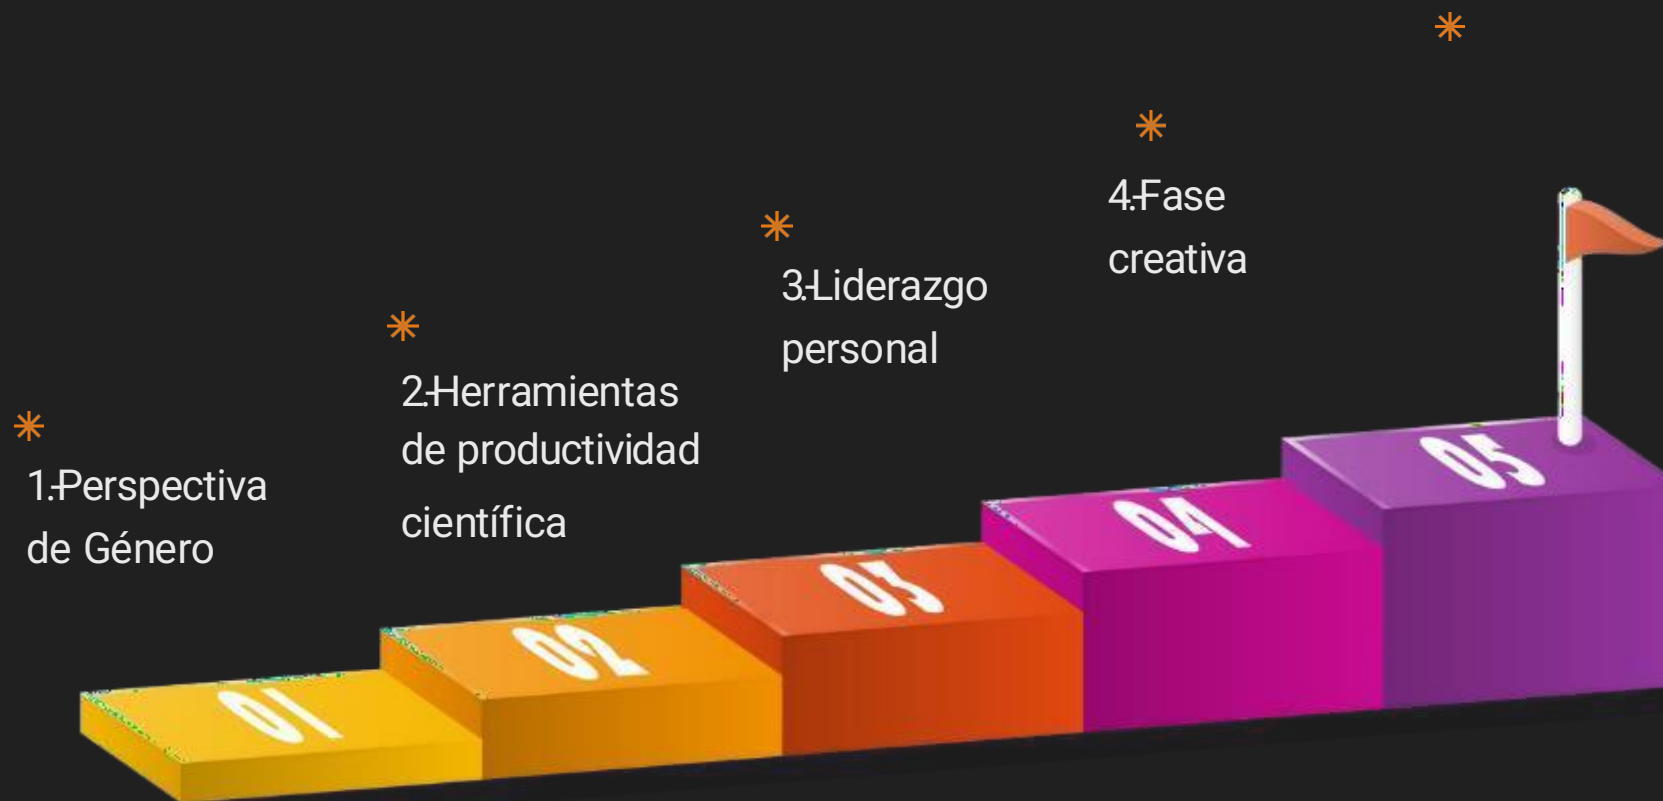 1.-Perspectiva
de Género
2.-Herramientas
de productividad
científica
3.-Liderazgo
personal
4.-Fase
creativa
01
02
03
04
05